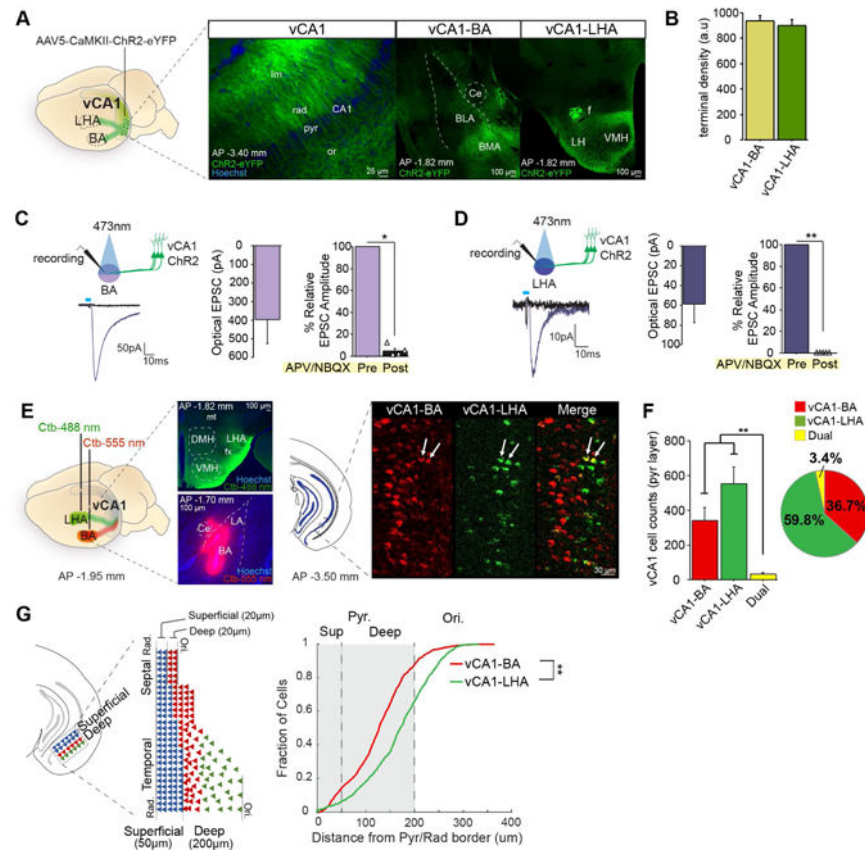 A
AAV5-CaMKII-ChR2-eYFP
vCA1
LHA
BA
vCA1
vCA1-BA
vCA1-LHA
lm
rad
CA1
pyr
or
AP -3.40 mm
ChR2-eYFP
Hoechst
25 µm
Ce
BLA
BMA
AP -1.82 mm
ChR2-eYFP
100 µm
f
LH
VMH
AP -1.82 mm
ChR2-eYFP
100 µm
B
terminal density (a.u)
1000
800
600
400
200
0
vCA1-BA
vCA1-LHA
C
473nm
recording
vCA1
ChR2
BA
50pA
10ms
Optical EPSC (pA)
0
100
200
300
400
500
600
% Relative
EPSC Amplitude
100
80
60
40
20
0
*
APV/NBQX
Pre
Post
D
473nm
recording
vCA1
ChR2
LHA
10pA
10ms
Optical EPSC (pA)
0
20
40
60
80
100
% Relative
EPSC Amplitude
100
80
60
40
20
0
**
APV/NBQX
Pre
Post
E
Ctb-488 nm
Ctb-555 nm
vCA1
LHA
BA
AP -1.95 mm
AP -1.82 mm
100 µm
mt
DMH
LHA
fx
VMH
Hoechst
Ctb-488 nm
AP -1.70 mm
100 µm
LA
Ce
BA
Hoechst
Ctb-555 nm
AP -3.50 mm
vCA1-BA
vCA1-LHA
Merge
30 µm
F
vCA1-BA
vCA1-LHA
Dual
vCA1 cell counts (pyr layer)
800
600
400
200
0
**
vCA1-BA
vCA1-LHA
Dual
3.4%
36.7%
59.8%
G
Superficial (20µm)
Deep (20µm)
Rad.
Ori.
Septal
Temporal
Superficial
Deep
Rad.
Ori.
Superficial
(50µm)
Deep
(200µm)
Pyr.
Ori.
Sup
Deep
Fraction of Cells
1
0.8
0.6
0.4
0.2
0
0
100
200
300
400
Distance from Pyr/Rad border (um)
vCA1-BA
vCA1-LHA
**